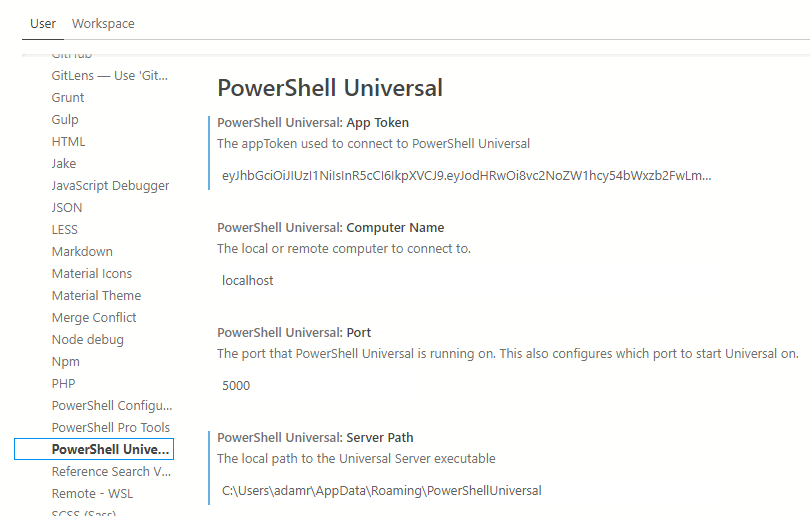 User Workspace
GitHub
GitLens — Use 'Git...
Grunt
Gulp
HTML
Jake
JavaScript Debugger
JSON
LESS
Markdown
Material Icons
Material Theme
Merge Conflict
Node debug
Npm
PHP
PowerShell Configu...
PowerShell Pro Tools
PowerShell Unive...
Reference Search V...
Remote - WSL
SCSS (Sass)
PowerShell Universal
PowerShell Universal: App Token
The appToken used to connect to PowerShell Universal
eyJhbGciOiJIUzI1NiIsInR5cCI6IkpXVCJ9.eyJodHRwOi8vc2NoZW1hcy54bWxzb2FwLm...
PowerShell Universal: Computer Name
The local or remote computer to connect to.
localhost
PowerShell Universal: Port
The port that PowerShell Universal is running on. This also configures which port to start Universal on.
5000
PowerShell Universal: Server Path
The local path to the Universal Server executable
C:\Users\adamr\AppData\Roaming\PowerShellUniversal